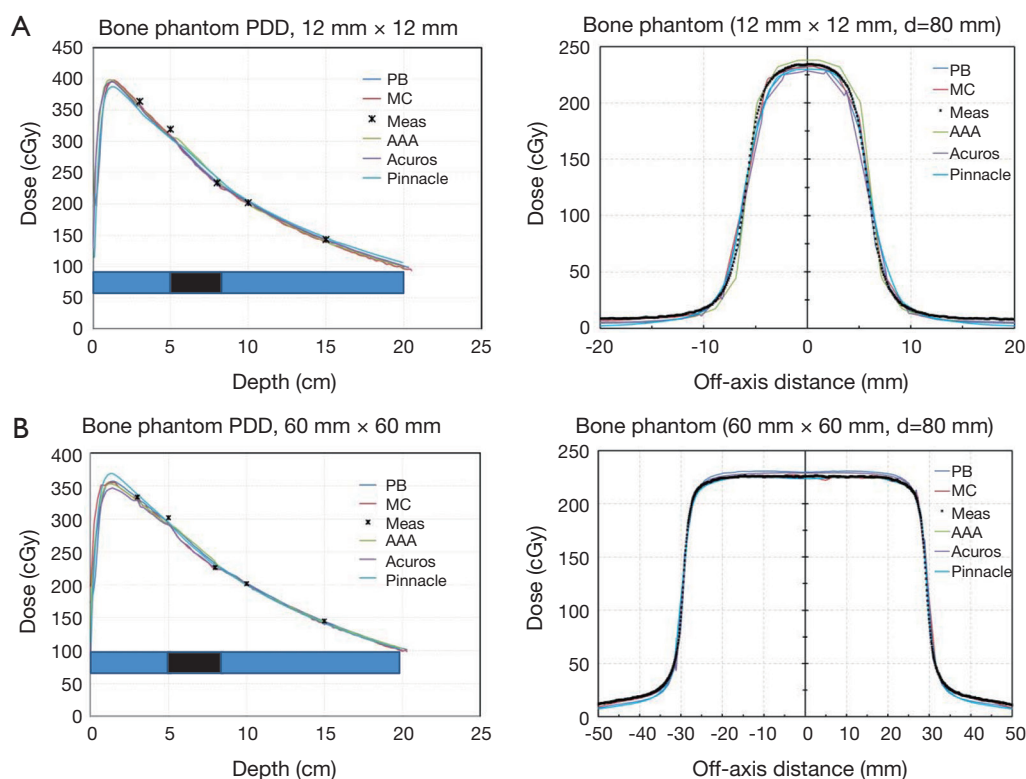 A
Bone phantom PDD, 12 mm × 12 mm
450
400
350
300
250
200
150
100
50
0
Dose (cGy)
PB
MC
Meas
AAA
Acuros
Pinnacle
0 5 10 15 20 25
Depth (cm)
Bone phantom (12 mm × 12 mm, d=80 mm)
250
200
150
100
50
0
Dose (cGy)
PB
MC
Meas
AAA
Acuros
Pinnacle
-20 -10 0 10 20
Off-axis distance (mm)
B
Bone phantom PDD, 60 mm × 60 mm
400
350
300
250
200
150
100
50
0
Dose (cGy)
PB
MC
Meas
AAA
Acuros
Pinnacle
0 5 10 15 20 25
Depth (cm)
Bone phantom (60 mm × 60 mm, d=80 mm)
250
200
150
100
50
0
Dose (cGy)
PB
MC
Meas
AAA
Acuros
Pinnacle
-50 -40 -30 -20 -10 0 10 20 30 40 50
Off-axis distance (mm)